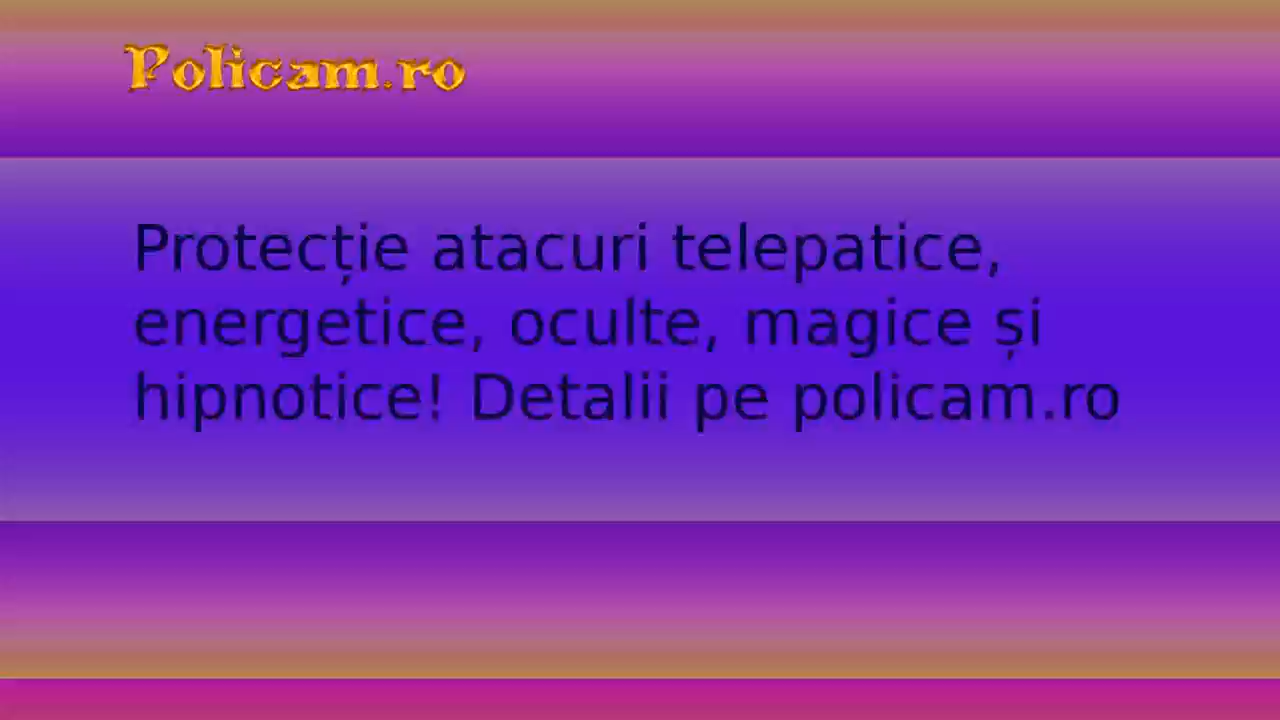 Policam.ro
Protecție atacuri telepatice,
energetice, oculte, magice și
hipnotice! Detalii pe policam.ro